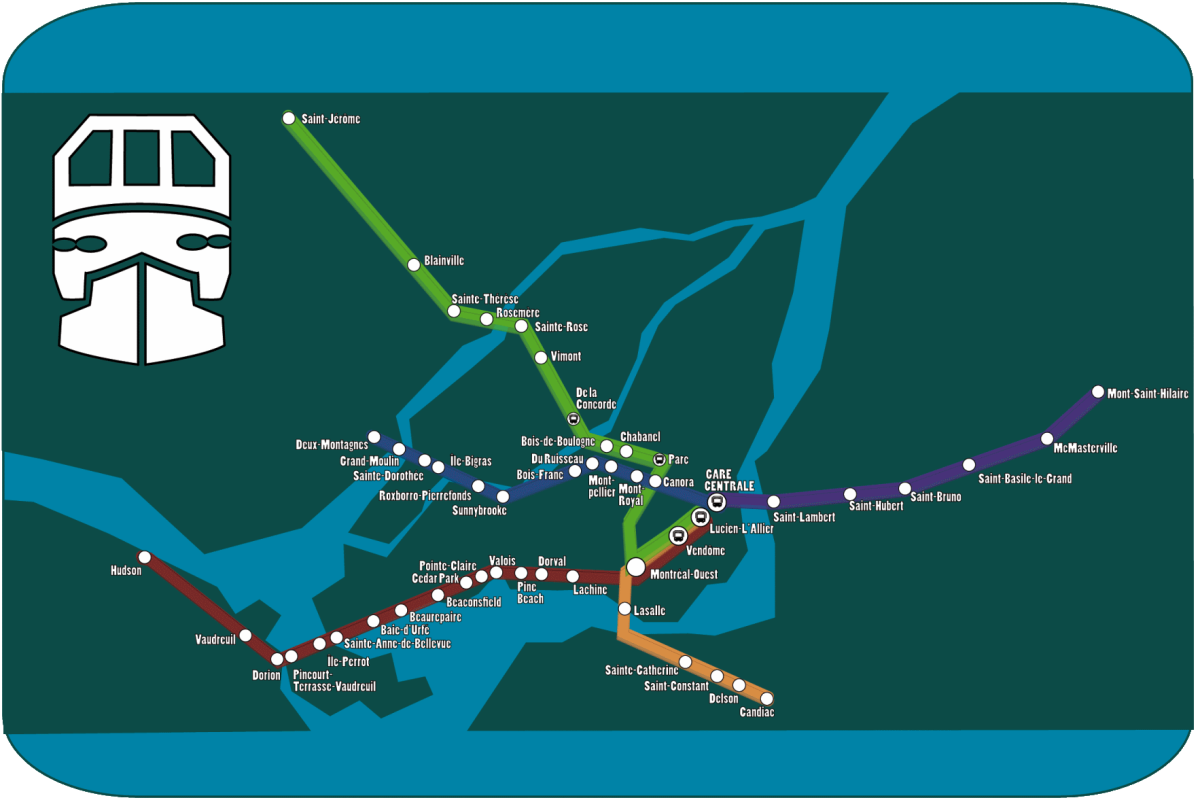 Saint-Jerome
Blainville
Sainte-Therese
Rosemere
Sainte-Rose
Vimont
De la
Concorde
Bois-de-Boulogne
Chabanel
Parc
Deux-Montagnes
Grand-Moulin
Sainte-Dorothee
Ile-Bigras
Roxborro-Pierrefonds
Sunnybrooke
Bois-Franc
Du Ruisseau
Mont-
pellier
Mont-
Royal
Canora
GARE
CENTRALE
Lucien-L'Allier
Vendome
Montreal-Ouest
Saint-Lambert
Saint-Hubert
Saint-Bruno
Saint-Basile-le-Grand
McMasterville
Mont-Saint-Hilaire
Hudson
Vaudreuil
Dorion
Pincourt-
Terrasse-Vaudreuil
Ile-Perrot
Sainte-Anne-de-Bellevue
Baie-d'Urfe
Beaurepaire
Beaconsfield
Cedar Park
Pointe-Claire
Valois
Pine
Beach
Dorval
Lachine
Lasalle
Sainte-Catherine
Saint-Constant
Delson
Candiac